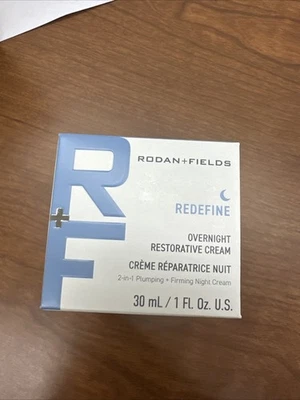 R+F
RODAN+FIELDS
REDEFINE
OVERNIGHT
RESTORATIVE CREAM
CRÈME RÉPARATRICE NUIT
2-in-1 Plumping + Firming Night Cream
30 mL / 1 Fl. Oz. U.S.